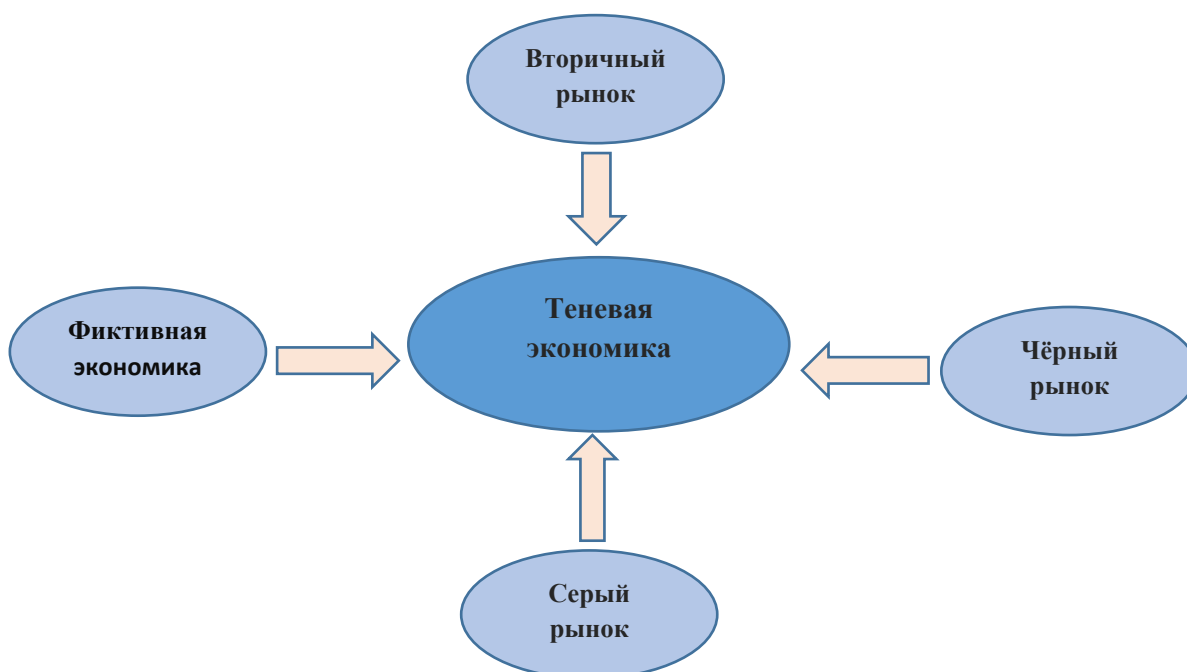 Вторичный
рынок
Теневая
экономика
Фиктивная
экономика
Чёрный
рынок
Серый
рынок